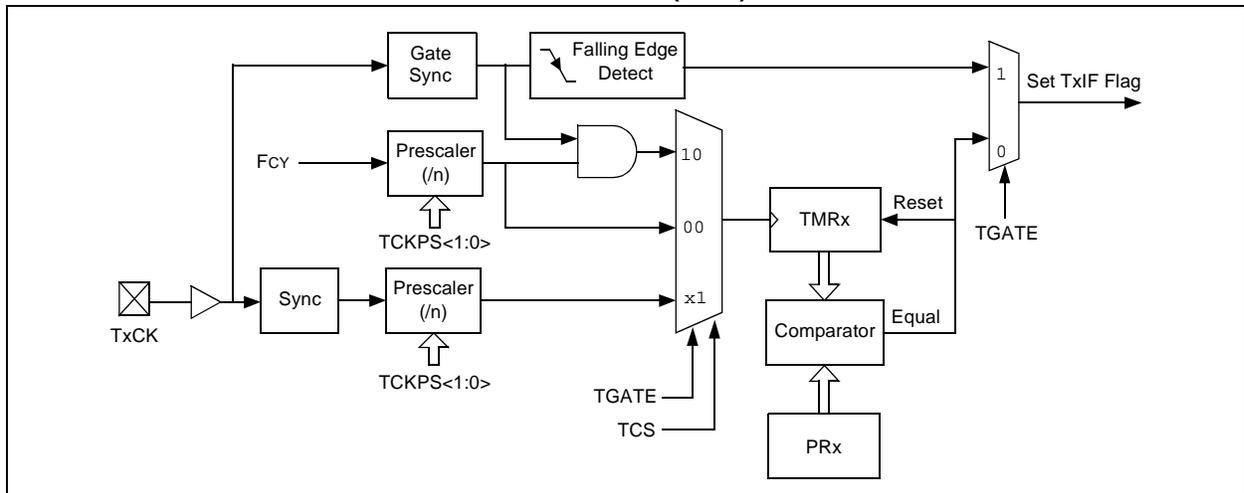 Gate
Sync
Falling Edge
Detect
1
Set TxIF Flag
0
TGATE
FCY
Prescaler
(/n)
TCKPS<1:0>
10
00
x1
TMRx
Reset
TxCK
Sync
Prescaler
(/n)
TCKPS<1:0>
Comparator
Equal
TGATE
TCS
PRx